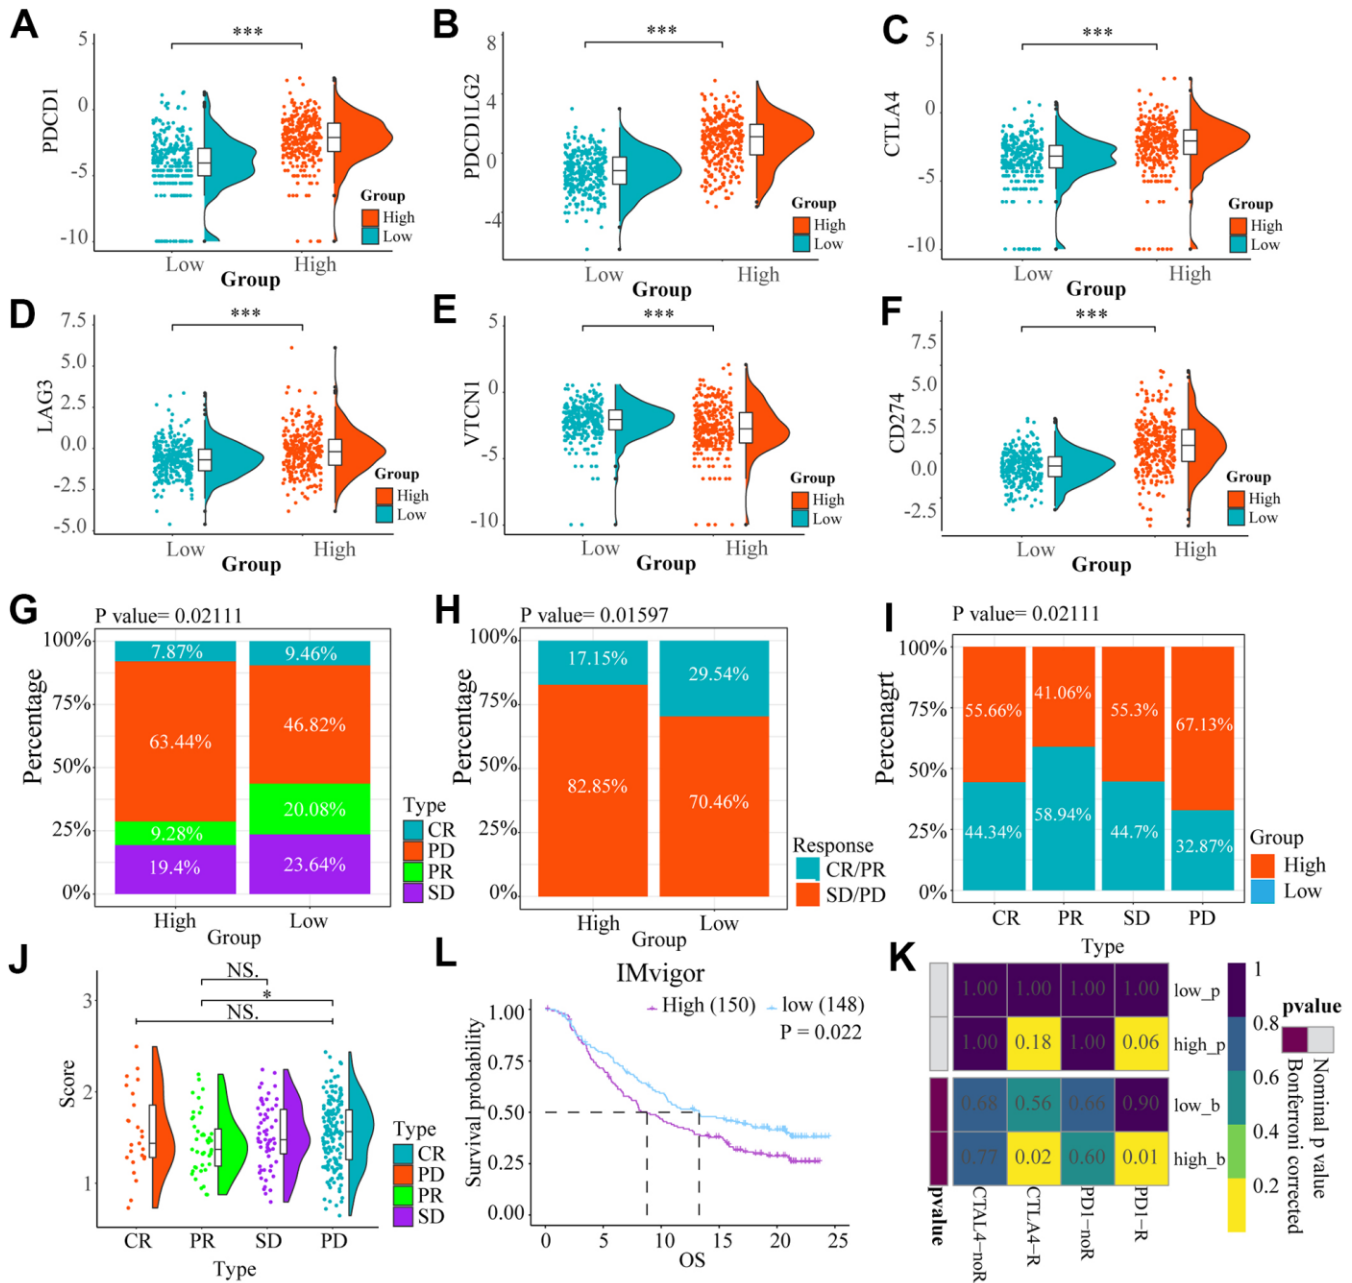 A
5
0
-5
-10
PDCD1
***
Group
High
Low
Low
High
Group
B
8
4
0
-4
PDCD1LG2
***
Group
High
Low
Low
High
Group
C
5
0
-5
-10
CTLA4
***
Group
High
Low
Low
High
Group
D
7.5
5.0
2.5
0.0
-2.5
-5.0
LAG3
***
Group
High
Low
Low
High
Group
E
5
0
-5
-10
VTCN1
***
Group
High
Low
Low
High
Group
F
7.5
5.0
2.5
0.0
-2.5
CD274
***
Group
High
Low
Low
High
Group
G
P value= 0.02111
100%
75%
50%
25%
0%
Percentage
7.87%
9.46%
63.44%
46.82%
9.28%
20.08%
19.4%
23.64%
Type
CR
PD
PR
SD
High
Low
Group
H
P value= 0.01597
100%
75%
50%
25%
0%
Percentage
17.15%
29.54%
82.85%
70.46%
Response
CR/PR
SD/PD
High
Low
Group
I
P value= 0.02111
100%
75%
50%
25%
0%
Percenagrt
55.66%
41.06%
55.3%
67.13%
44.34%
58.94%
44.7%
32.87%
Group
High
Low
CR
PR
SD
PD
Type
J
NS.
*
NS.
3
2
1
Score
Type
CR
PD
PR
SD
CR
PR
SD
PD
Type
L
IMvigor
High (150)
low (148)
P = 0.022
1.00
0.75
0.50
0.25
0.00
Survival probability
0
5
10
15
20
25
OS
K
1.00 1.00 1.00 1.00 low_p
1.00 0.18 1.00 0.06 high_p
0.68 0.56 0.66 0.90 low_b
0.77 0.02 0.60 0.01 high_b
pvalue
CTAL4-noR
CTLA4-R
PD1-noR
PD1-R
1
0.8
0.6
0.4
0.2
pvalue
Nominal p value
Bonferroni corrected